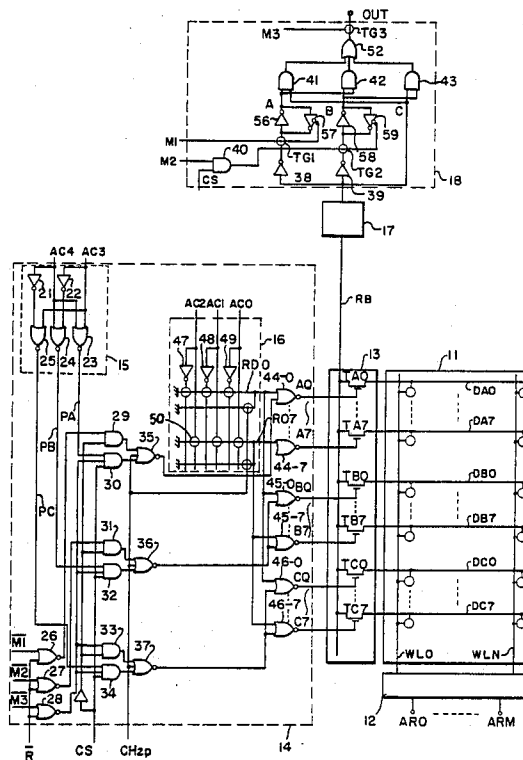 OUT
M3
TG3
52
41
42
43
A
B
C
56
57
58
59
M1
M2
40
TG1
TG2
CS
38
39
18
17
RB
AC4
AC3
21
22
25
24
23
15
AC2
AC1
AC0
16
47
48
49
RD0
50
RO7
PA
PB
PC
29
30
31
32
33
34
35
36
37
44-0
A0
A7
44-7
45-0
B0
45-7
B7
46-0
C0
46-7
C7
13
11
TA0
DA0
TA7
DA7
TB0
DB0
TB7
DB7
TC0
DC0
TC7
DC7
WL0
WLN
M1
M2
M3
26
27
28
R
CS
CHzp
14
12
AR0
ARM